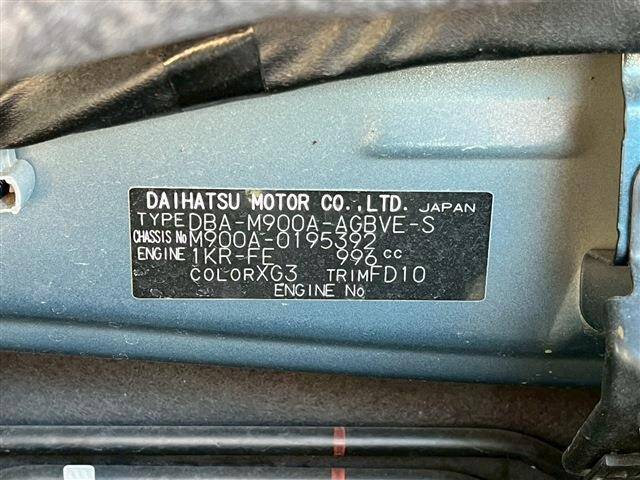 DAIHATSU MOTOR CO.,LTD. JAPAN
TYPE DBA-M900A-AGBVE-S
CHASSIS No M900A-0195392
ENGINE 1KR-FE 996cc
COLOR XG3 TRIM FD10
ENGINE No